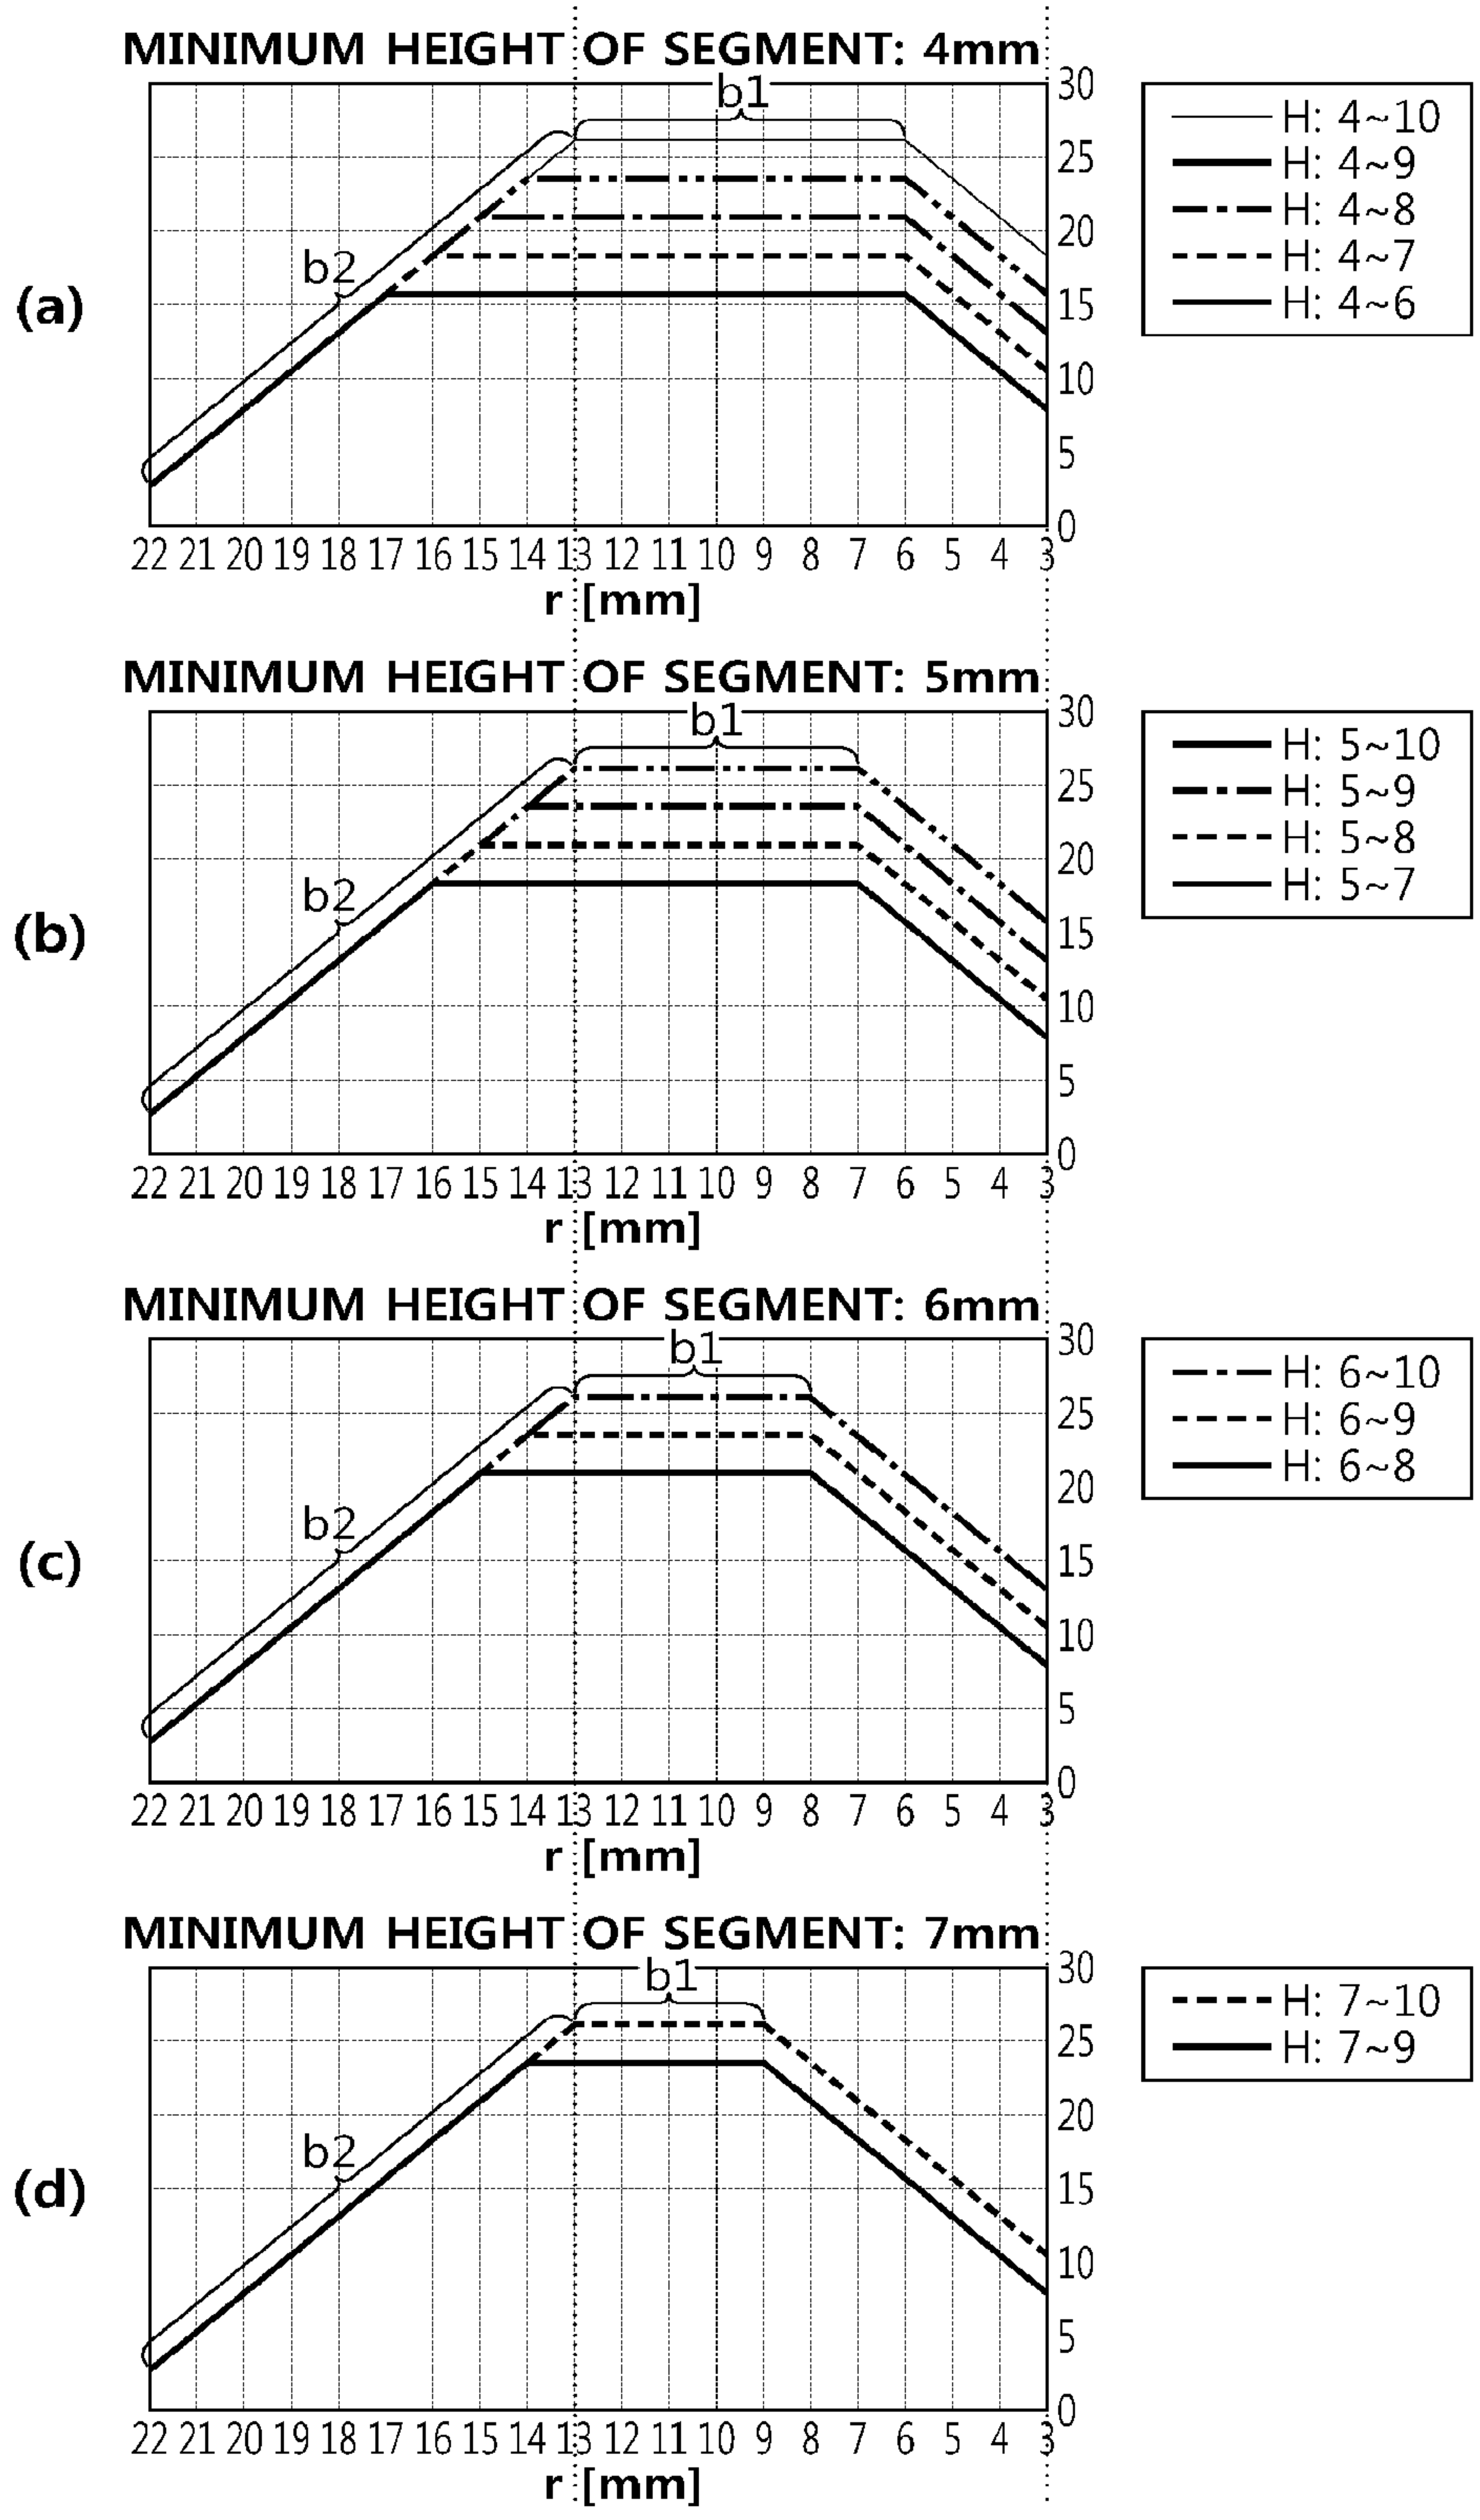 MINIMUM HEIGHT OF SEGMENT: 4mm
b1
b2
(a)
30
25
20
15
10
5
0
22 21 20 19 18 17 16 15 14 13 12 11 10 9 8 7 6 5 4 3
r [mm]
H: 4~10
H: 4~9
H: 4~8
H: 4~7
H: 4~6
MINIMUM HEIGHT OF SEGMENT: 5mm
b1
b2
(b)
30
25
20
15
10
5
0
22 21 20 19 18 17 16 15 14 13 12 11 10 9 8 7 6 5 4 3
r [mm]
H: 5~10
H: 5~9
H: 5~8
H: 5~7
MINIMUM HEIGHT OF SEGMENT: 6mm
b1
b2
(c)
30
25
20
15
10
5
0
22 21 20 19 18 17 16 15 14 13 12 11 10 9 8 7 6 5 4 3
r [mm]
H: 6~10
H: 6~9
H: 6~8
MINIMUM HEIGHT OF SEGMENT: 7mm
b1
b2
(d)
30
25
20
15
10
5
0
22 21 20 19 18 17 16 15 14 13 12 11 10 9 8 7 6 5 4 3
r [mm]
H: 7~10
H: 7~9